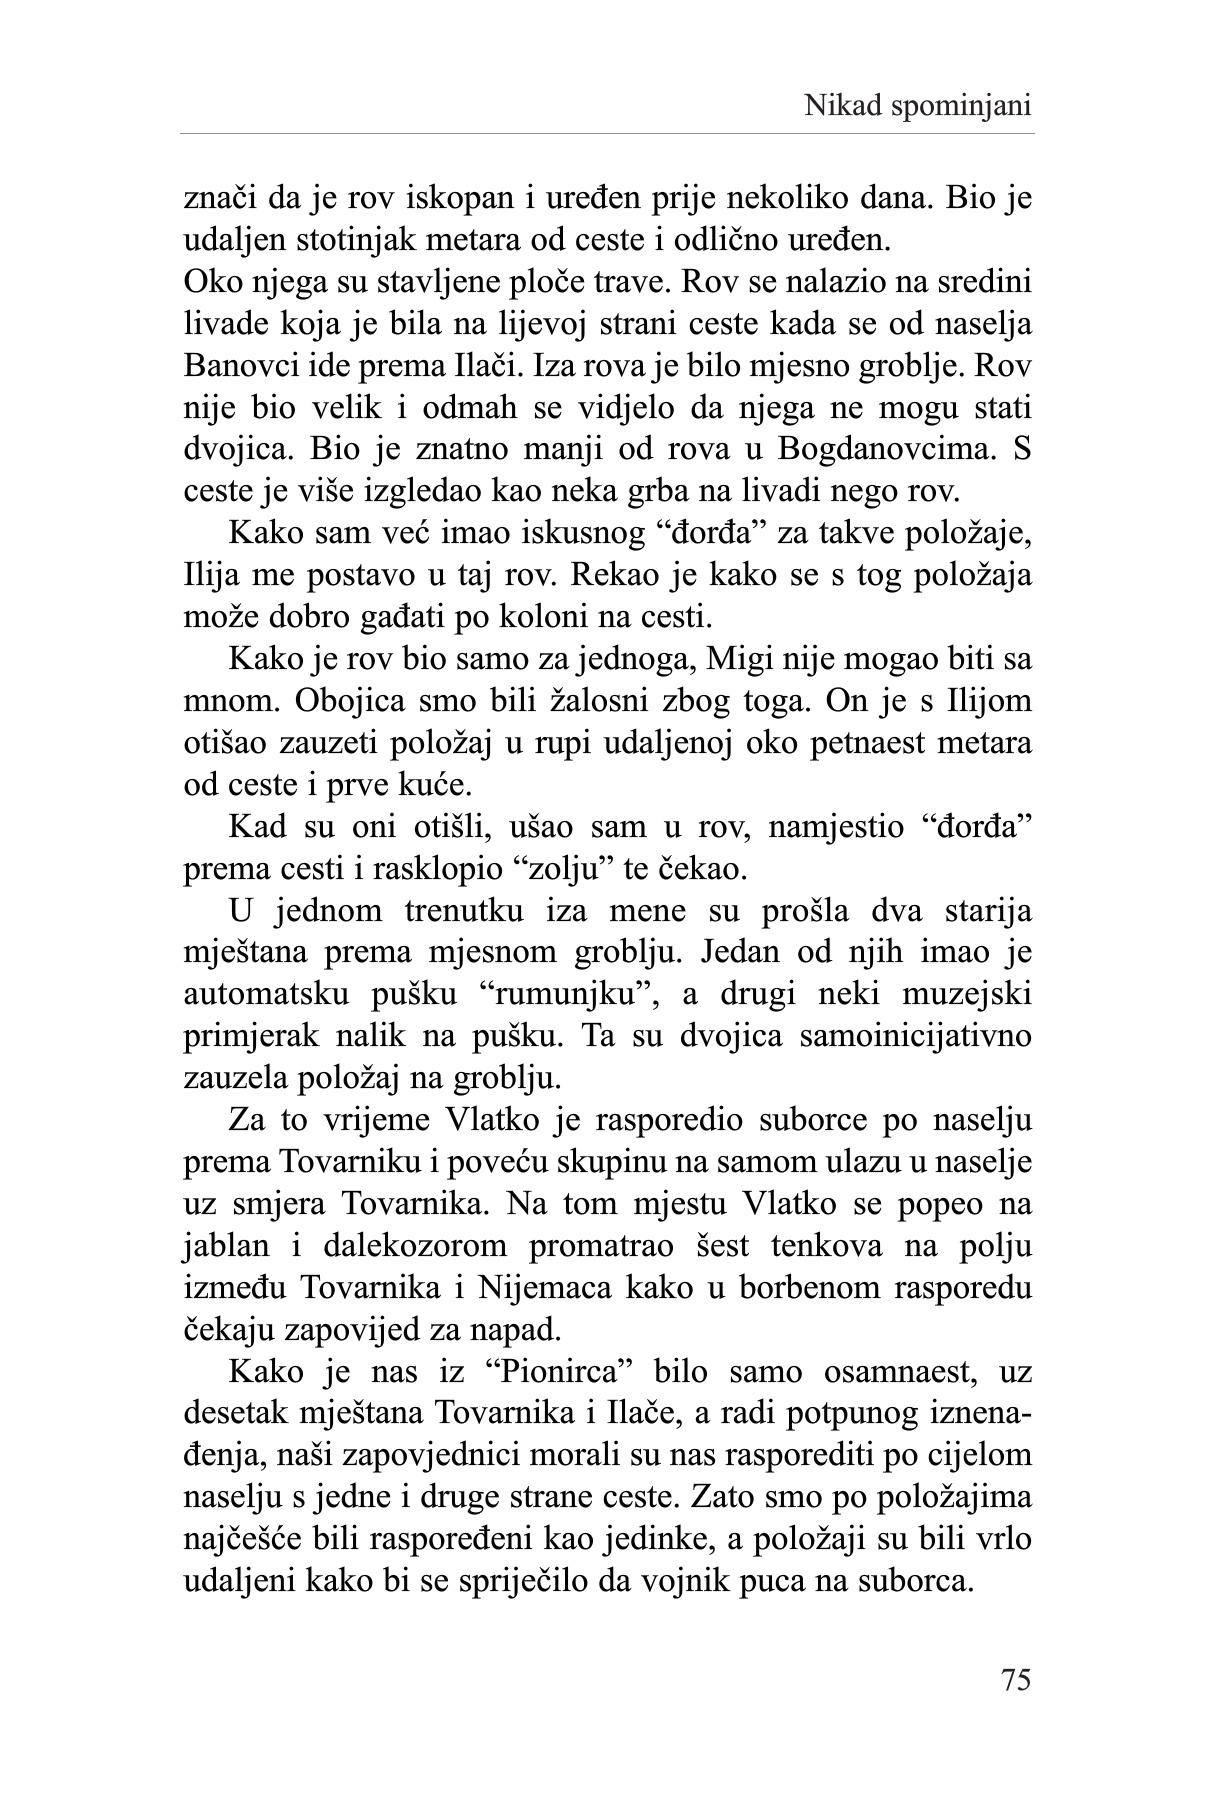 Nikad spominjani
znači da je rov iskopan i uređen prije nekoliko dana. Bio je
udaljen stotinjak metara od ceste i odlično uređen.
Oko njega su stavljene ploče trave. Rov se nalazio na sredini
livade koja je bila na lijevoj strani ceste kada se od naselja
Banovci ide prema Ilači. Iza rova je bilo mjesno groblje. Rov
nije bio velik i odmah se vidjelo da njega ne mogu stati
dvojica. Bio je znatno manji od rova u Bogdanovcima. S
ceste je više izgledao kao neka grba na livadi nego rov.
Kako sam već imao iskusnog “đorđa” za takve položaje,
Ilija me postavo u taj rov. Rekao je kako se s tog položaja
može dobro gađati po koloni na cesti.
Kako je rov bio samo za jednoga, Migi nije mogao biti sa
mnom. Obojica smo bili žalosni zbog toga. On je s Ilijom
otišao zauzeti položaj u rupi udaljenoj oko petnaest metara
od ceste i prve kuće.
Kad su oni otišli, ušao sam u rov, namjestio “đorđa”
prema cesti i rasklopio “zolju” te čekao.
U jednom trenutku iza mene su prošla dva starija
mještana prema mjesnom groblju. Jedan od njih imao je
automatsku pušku “rumunjku”, a drugi neki muzejski
primjerak nalik na pušku. Ta su dvojica samoinicijativno
zauzela položaj na groblju.
Za to vrijeme Vlatko je rasporedio suborce po naselju
prema Tovarniku i poveću skupinu na samom ulazu u naselje
uz smjera Tovarnika. Na tom mjestu Vlatko se popeo na
jablan i dalekozorom promatrao šest tenkova na polju
između Tovarnika i Nijemaca kako u borbenom rasporedu
čekaju zapovijed za napad.
Kako je nas iz “Pionirca” bilo samo osamnaest, uz
desetak mještana Tovarnika i Ilače, a radi potpunog iznena-
đenja, naši zapovjednici morali su nas rasporediti po cijelom
naselju s jedne i druge strane ceste. Zato smo po položajima
najčešće bili raspoređeni kao jedinke, a položaji su bili vrlo
udaljeni kako bi se spriječilo da vojnik puca na suborca.
75